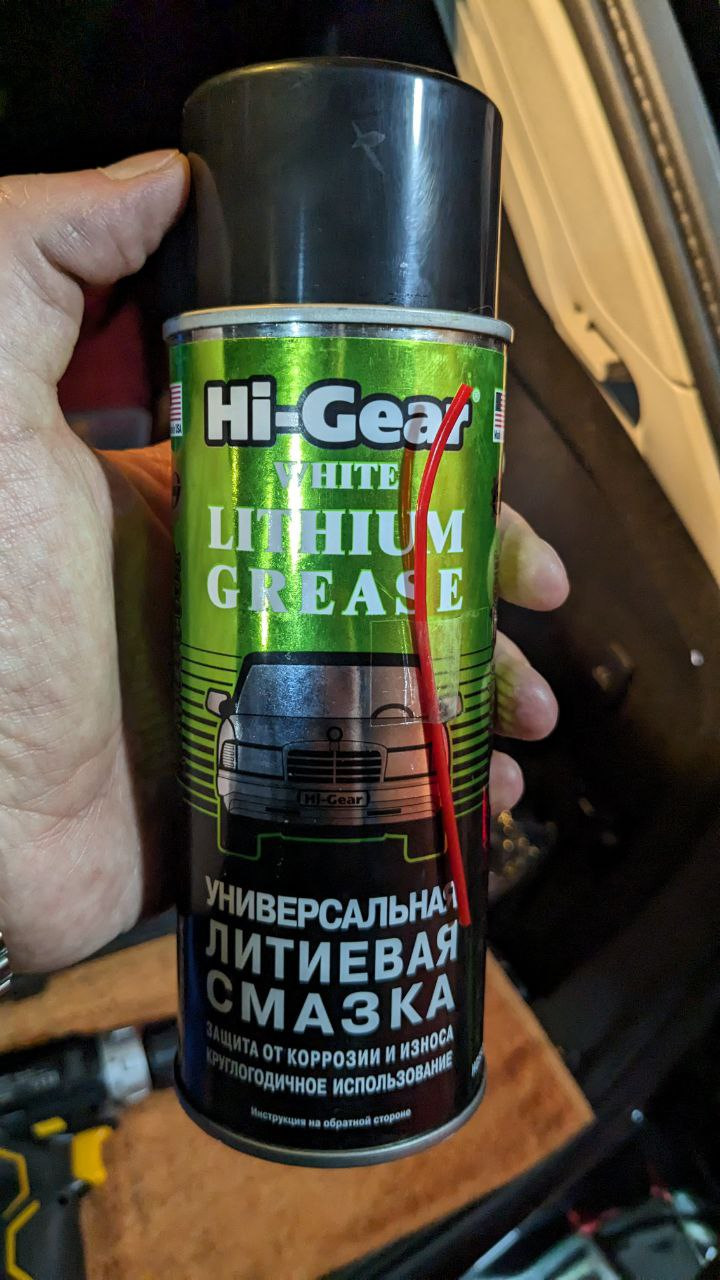 Hi-Gear®
WHITE
LITHIUM
GREASE
Hi-Gear
УНИВЕРСАЛЬНАЯ
ЛИТИЕВАЯ
СМАЗКА
ЗАЩИТА ОТ КОРРОЗИИ И ИЗНОСА
КРУГЛОГОДИЧНОЕ ИСПОЛЬЗОВАНИЕ
Инструкция на обратной стороне